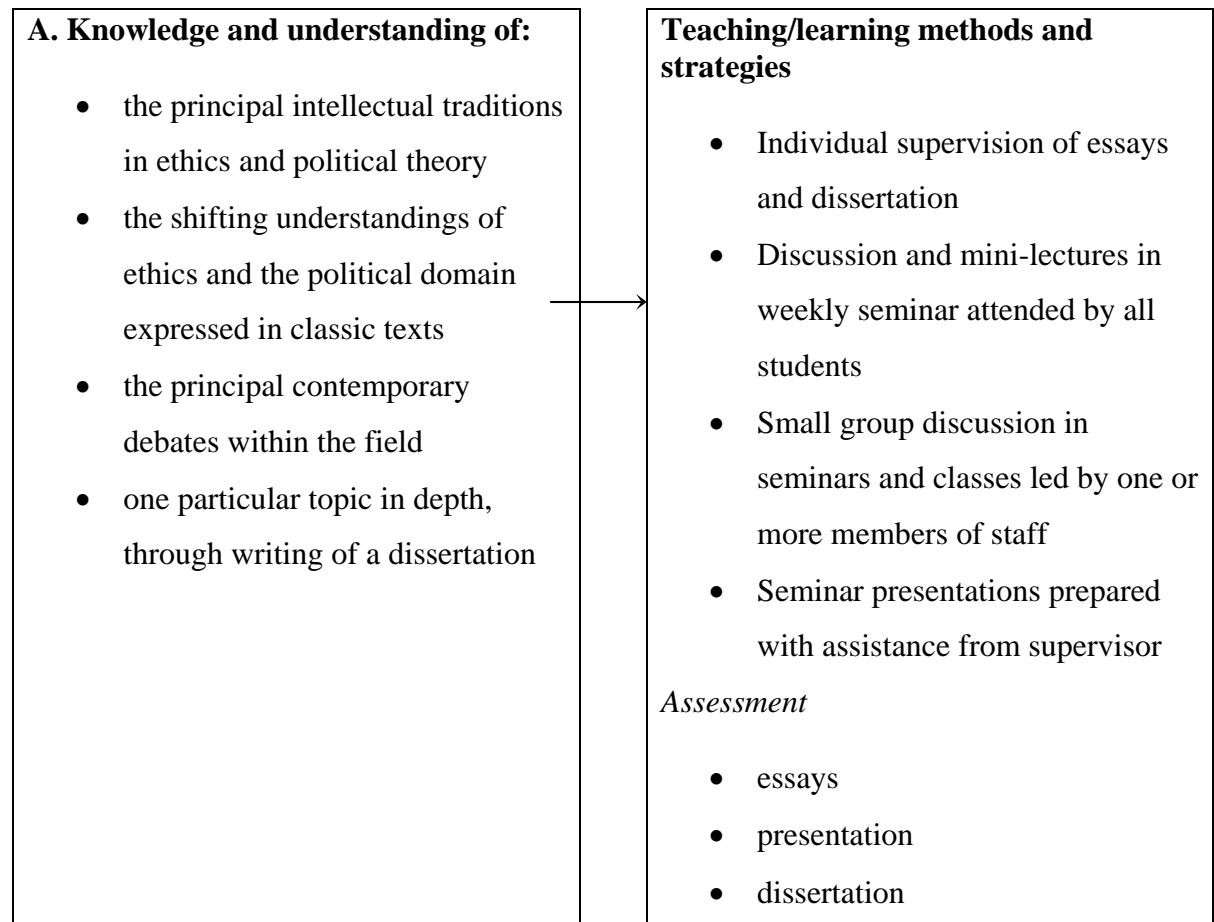 A. Knowledge and understanding of:
• the principal intellectual traditions
in ethics and political theory
• the shifting understandings of
ethics and the political domain
expressed in classic texts
• the principal contemporary
debates within the field
• one particular topic in depth,
through writing of a dissertation
Teaching/learning methods and
strategies
• Individual supervision of essays
and dissertation
• Discussion and mini-lectures in
weekly seminar attended by all
students
• Small group discussion in
seminars and classes led by one or
more members of staff
• Seminar presentations prepared
with assistance from supervisor
Assessment
• essays
• presentation
• dissertation